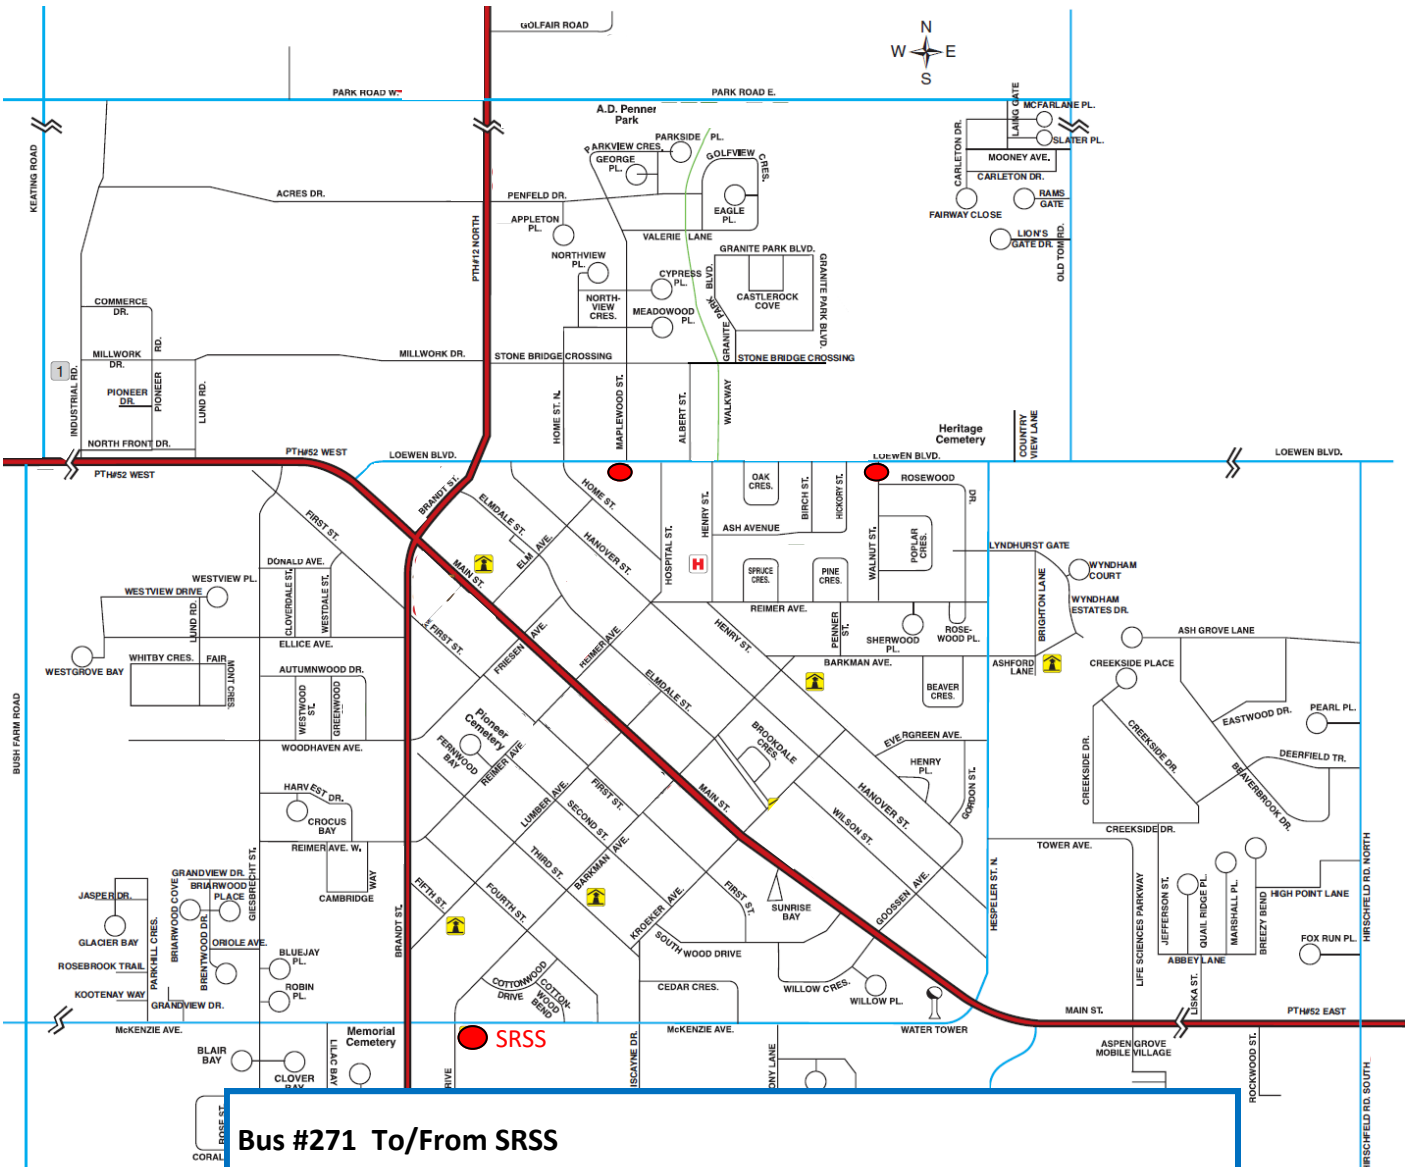 GOLFAIR ROAD
N
W E
S
PARK ROAD W.
PARK ROAD E.
KEATING ROAD
A.D. Penner
Park
PARKSIDE PL.
PARKVIEW CRES.
GEORGE
PL.
GOLFVIEW
CRES.
EAGLE
PL.
LAING GATE
MCFARLANE PL.
SLATER PL.
CARLETON DR.
MOONEY AVE.
CARLETON DR.
RAMS
GATE
FAIRWAY CLOSE
LION'S
GATE DR.
OLD TOM RD.
ACRES DR.
PENFELD DR.
APPLETON
PL.
PTH#12 NORTH
VALERIE LANE
NORTHVIEW
PL.
CYPRESS
PL.
NORTH-
VIEW
CRES.
MEADOWOOD
PL.
GRANITE PARK BLVD.
GRANITE PARK BLVD.
GRANITE PARK BLVD.
CASTLEROCK
COVE
COMMERCE
DR.
MILLWORK
DR.
PIONEER RD.
PIONEER
DR.
LUND RD.
INDUSTRIAL RD.
1
NORTH FRONT DR.
MILLWORK DR.
STONE BRIDGE CROSSING
STONE BRIDGE CROSSING
HOME ST. N.
MAPLEWOOD ST.
ALBERT ST.
WALKWAY
Heritage
Cemetery
COUNTRY
VIEW LANE
PTH#52 WEST
PTH#52 WEST
LOEWEN BLVD.
LOEWEN BLVD.
LOEWEN BLVD.
BRANDT ST.
ELMDALE ST.
HOME ST.
HANOVER ST.
ELM AVE.
FIRST ST.
MAIN ST.
HOSPITAL ST.
HENRY ST.
H
OAK
CRES.
BIRCH ST.
HICKORY ST.
ASH AVENUE
SPRUCE
CRES.
PINE
CRES.
WALNUT ST.
ROSEWOOD
DR.
POPLAR
CRES.
LYNDHURST GATE
WYNDHAM
COURT
WYNDHAM
ESTATES DR.
BRIGHTON LANE
DONALD AVE.
CLOVERDALE ST.
WESTDALE ST.
WESTVIEW PL.
WESTVIEW DRIVE
LUND RD.
ELLICE AVE.
WESTGROVE BAY
WHITBY CRES.
FAIR
MONT CRES.
AUTUMNWOOD DR.
WESTWOOD
ST.
GREENWOOD
WOODHAVEN AVE.
FIRST ST.
FRIESEN AVE.
REIMER AVE.
REIMER AVE.
HENRY ST.
PENNER
ST.
SHERWOOD
PL.
ROSE-
WOOD PL.
BARKMAN AVE.
ASHFORD
LANE
BEAVER
CRES.
ASH GROVE LANE
CREEKSIDE PLACE
EASTWOOD DR.
PEARL PL.
DEERFIELD TR.
CREEKSIDE DR.
CREEKSIDE DR.
BEAVERBROOK DR.
CREEKSIDE DR.
BUSH FARM ROAD
Pioneer
Cemetery
FERNWOOD
BAY
REIMER AVE.
ELMDALE ST.
BROOKDALE
CRES.
EVERGREEN AVE.
HENRY
PL.
GORDON ST.
HANOVER ST.
WILSON ST.
MAIN ST.
HARVEST DR.
CROCUS
BAY
REIMER AVE. W.
CAMBRIDGE
WAY
LUMBER AVE.
FIRST ST.
SECOND ST.
THIRD ST.
BARKMAN AVE.
FOURTH ST.
FIFTH ST.
KROEKER AVE.
FIRST ST.
SUNRISE
BAY
GOOSSEN AVE.
HESPELER ST. N.
TOWER AVE.
LIFE SCIENCES PARKWAY
JEFFERSON ST.
QUAIL RIDGE PL.
MARSHALL PL.
BREEZY BEND
HIGH POINT LANE
FOX RUN PL.
HIRSCHFELD RD. NORTH
ABBEY LANE
LISKA ST.
GRANDVIEW DR.
BRIARWOOD
PLACE
BRIARWOOD COVE
JASPER DR.
GLACIER BAY
ROSEBROOK TRAIL
KOOTENAY WAY
PARKHILL CRES.
BRENTWOOD DR.
ORIOLE AVE.
GIESBRECHT ST.
BLUEJAY
PL.
ROBIN
PL.
GRANDVIEW DR.
BRANDT ST.
COTTONWOOD
DRIVE
COTTON-
WOOD
BEND
SOUTH WOOD DRIVE
CEDAR CRES.
WILLOW CRES.
WILLOW PL.
WATER TOWER
MAIN ST.
PTH#52 EAST
McKENZIE AVE.
McKENZIE AVE.
Memorial
Cemetery
SRSS
ASPEN GROVE
MOBILE VILLAGE
ROCKWOOD ST.
BLAIR
BAY
CLOVER
LILAC BAY
RIVE
ISCAYNE DR.
ONY LANE
HIRSCHFELD RD. SOUTH
ROSE ST.
CORAL
Bus #271 To/From SRSS